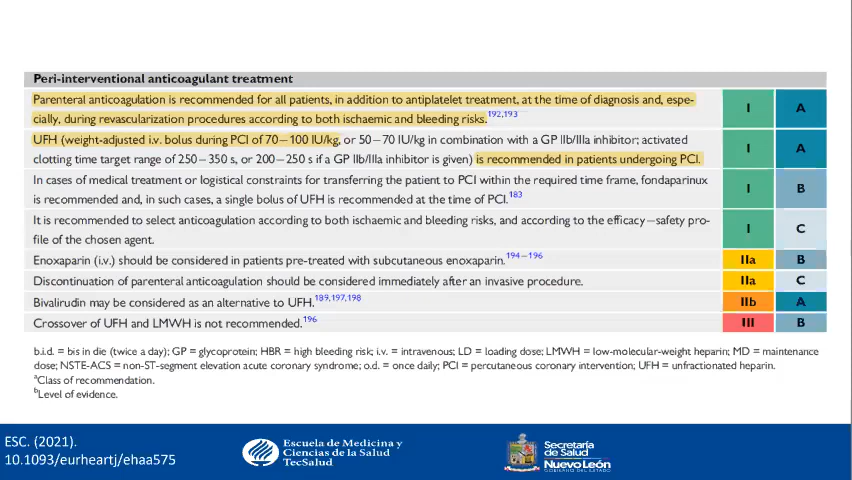 Peri-interventional anticoagulant treatment
Parenteral anticoagulation is recommended for all patients, in addition to antiplatelet treatment, at the time of diagnosis and, espe-
cially, during revascularization procedures according to both ischaemic and bleeding risks.192,193
I
A
UFH (weight-adjusted i.v. bolus during PCI of 70–100 IU/kg, or 50–70 IU/kg in combination with a GP IIb/IIIa inhibitor; activated
clotting time target range of 250–350 s, or 200–250 s if a GP IIb/IIIa inhibitor is given) is recommended in patients undergoing PCI.
I
A
In cases of medical treatment or logistical constraints for transferring the patient to PCI within the required time frame, fondaparinux
is recommended and, in such cases, a single bolus of UFH is recommended at the time of PCI.183
I
B
It is recommended to select anticoagulation according to both ischaemic and bleeding risks, and according to the efficacy–safety pro-
file of the chosen agent.
I
C
Enoxaparin (i.v.) should be considered in patients pre-treated with subcutaneous enoxaparin.194–196
IIa
B
Discontinuation of parenteral anticoagulation should be considered immediately after an invasive procedure.
IIa
C
Bivalirudin may be considered as an alternative to UFH.189,197,198
IIb
A
Crossover of UFH and LMWH is not recommended.196
III
B
b.i.d. = bis in die (twice a day); GP = glycoprotein; HBR = high bleeding risk; i.v. = intravenous; LD = loading dose; LMWH = low-molecular-weight heparin; MD = maintenance
dose; NSTE-ACS = non-ST-segment elevation acute coronary syndrome; o.d. = once daily; PCI = percutaneous coronary intervention; UFH = unfractionated heparin.
aClass of recommendation.
bLevel of evidence.
ESC. (2021).
10.1093/eurheartj/ehaa575
Escuela de Medicina y
Ciencias de la Salud
TecSalud
Secretaría
de Salud
Nuevo León
GOBIERNO DEL ESTADO